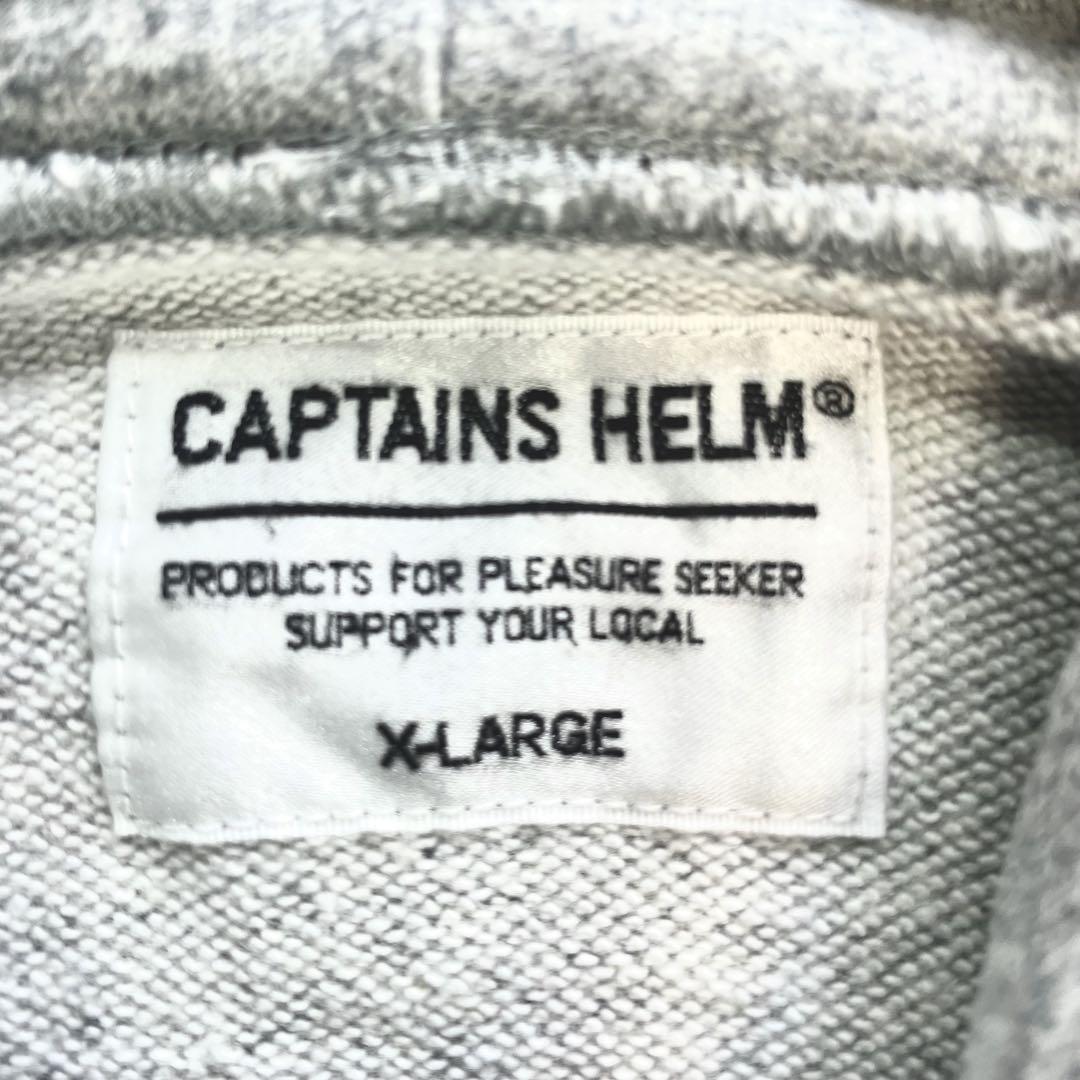 CAPTAINS HELM®
PRODUCTS FOR PLEASURE SEEKER
SUPPORT YOUR LOCAL
X-LARGE